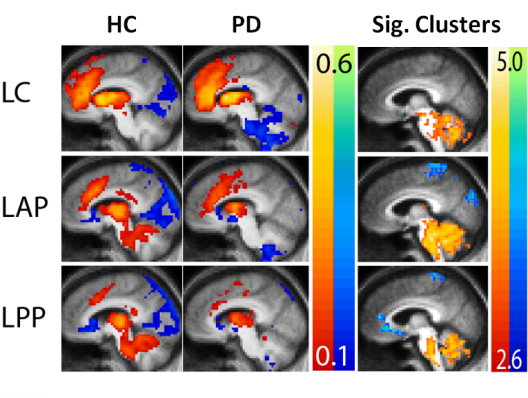 HC PD Sig. Clusters
LC
0.6 5.0
LAP
LPP
0.1 2.6